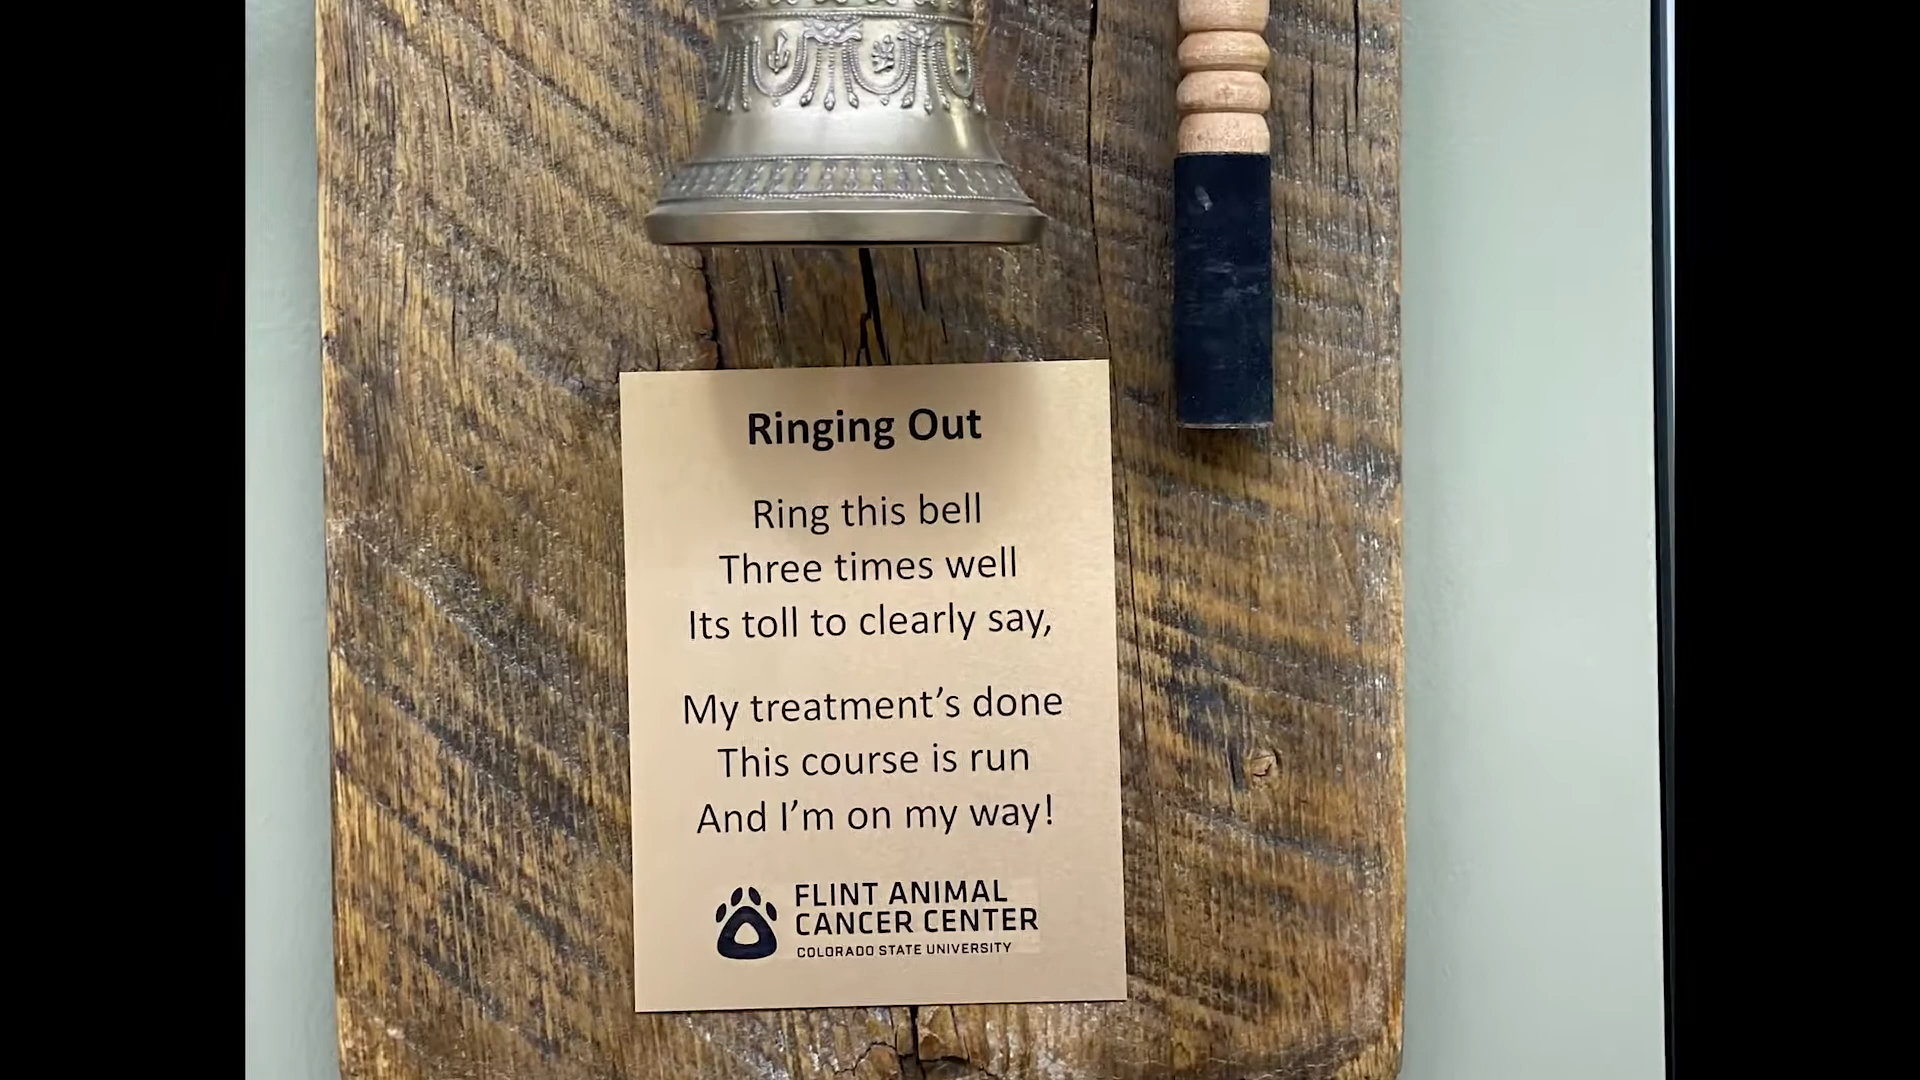 Ringing Out
Ring this bell
Three times well
Its toll to clearly say,
My treatment’s done
This course is run
And I’m on my way!
FLINT ANIMAL
CANCER CENTER
COLORADO STATE UNIVERSITY